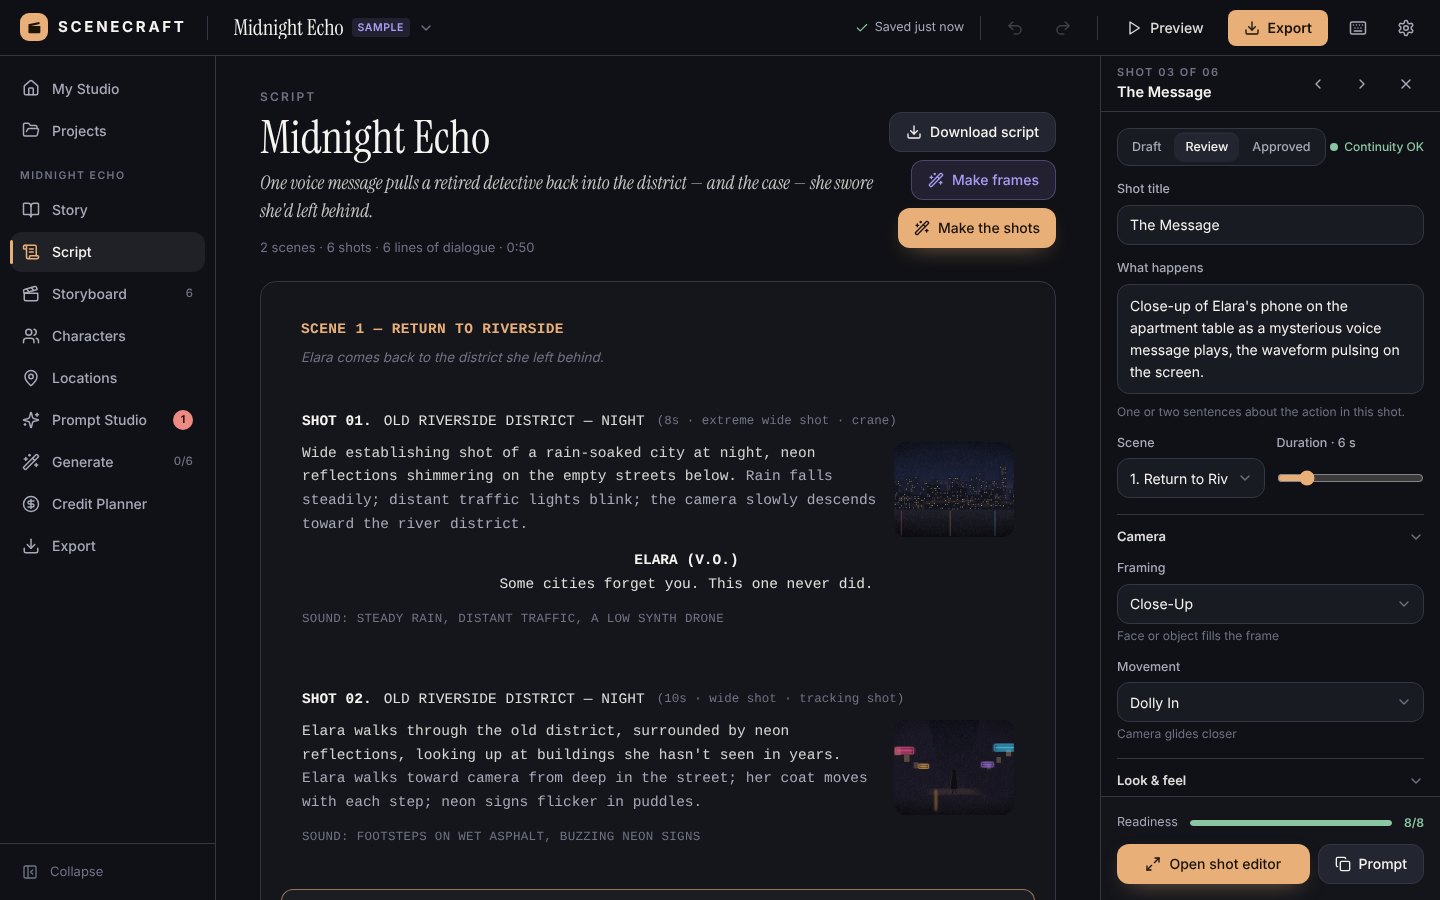 SCENECRAFT
Midnight Echo SAMPLE
Saved just now
Preview
Export
My Studio
Projects
MIDNIGHT ECHO
Story
Script
Storyboard 6
Characters
Locations
Prompt Studio 1
Generate 0/6
Credit Planner
Export
Collapse
SCRIPT
Midnight Echo
One voice message pulls a retired detective back into the district — and the case — she swore
she'd left behind.
2 scenes · 6 shots · 6 lines of dialogue · 0:50
Download script
Make frames
Make the shots
SCENE 1 — RETURN TO RIVERSIDE
Elara comes back to the district she left behind.
SHOT 01. OLD RIVERSIDE DISTRICT — NIGHT (8s · extreme wide shot · crane)
Wide establishing shot of a rain-soaked city at night, neon
reflections shimmering on the empty streets below. Rain falls
steadily; distant traffic lights blink; the camera slowly descends
toward the river district.
ELARA (V.O.)
Some cities forget you. This one never did.
SOUND: STEADY RAIN, DISTANT TRAFFIC, A LOW SYNTH DRONE
SHOT 02. OLD RIVERSIDE DISTRICT — NIGHT (10s · wide shot · tracking shot)
Elara walks through the old district, surrounded by neon
reflections, looking up at buildings she hasn't seen in years.
Elara walks toward camera from deep in the street; her coat moves
with each step; neon signs flicker in puddles.
SOUND: FOOTSTEPS ON WET ASPHALT, BUZZING NEON SIGNS
SHOT 03 OF 06
The Message
Draft Review Approved Continuity OK
Shot title
The Message
What happens
Close-up of Elara's phone on the
apartment table as a mysterious voice
message plays, the waveform pulsing on
the screen.
One or two sentences about the action in this shot.
Scene Duration · 6 s
1. Return to Riv
Camera
Framing
Close-Up
Face or object fills the frame
Movement
Dolly In
Camera glides closer
Look & feel
Readiness 8/8
Open shot editor Prompt